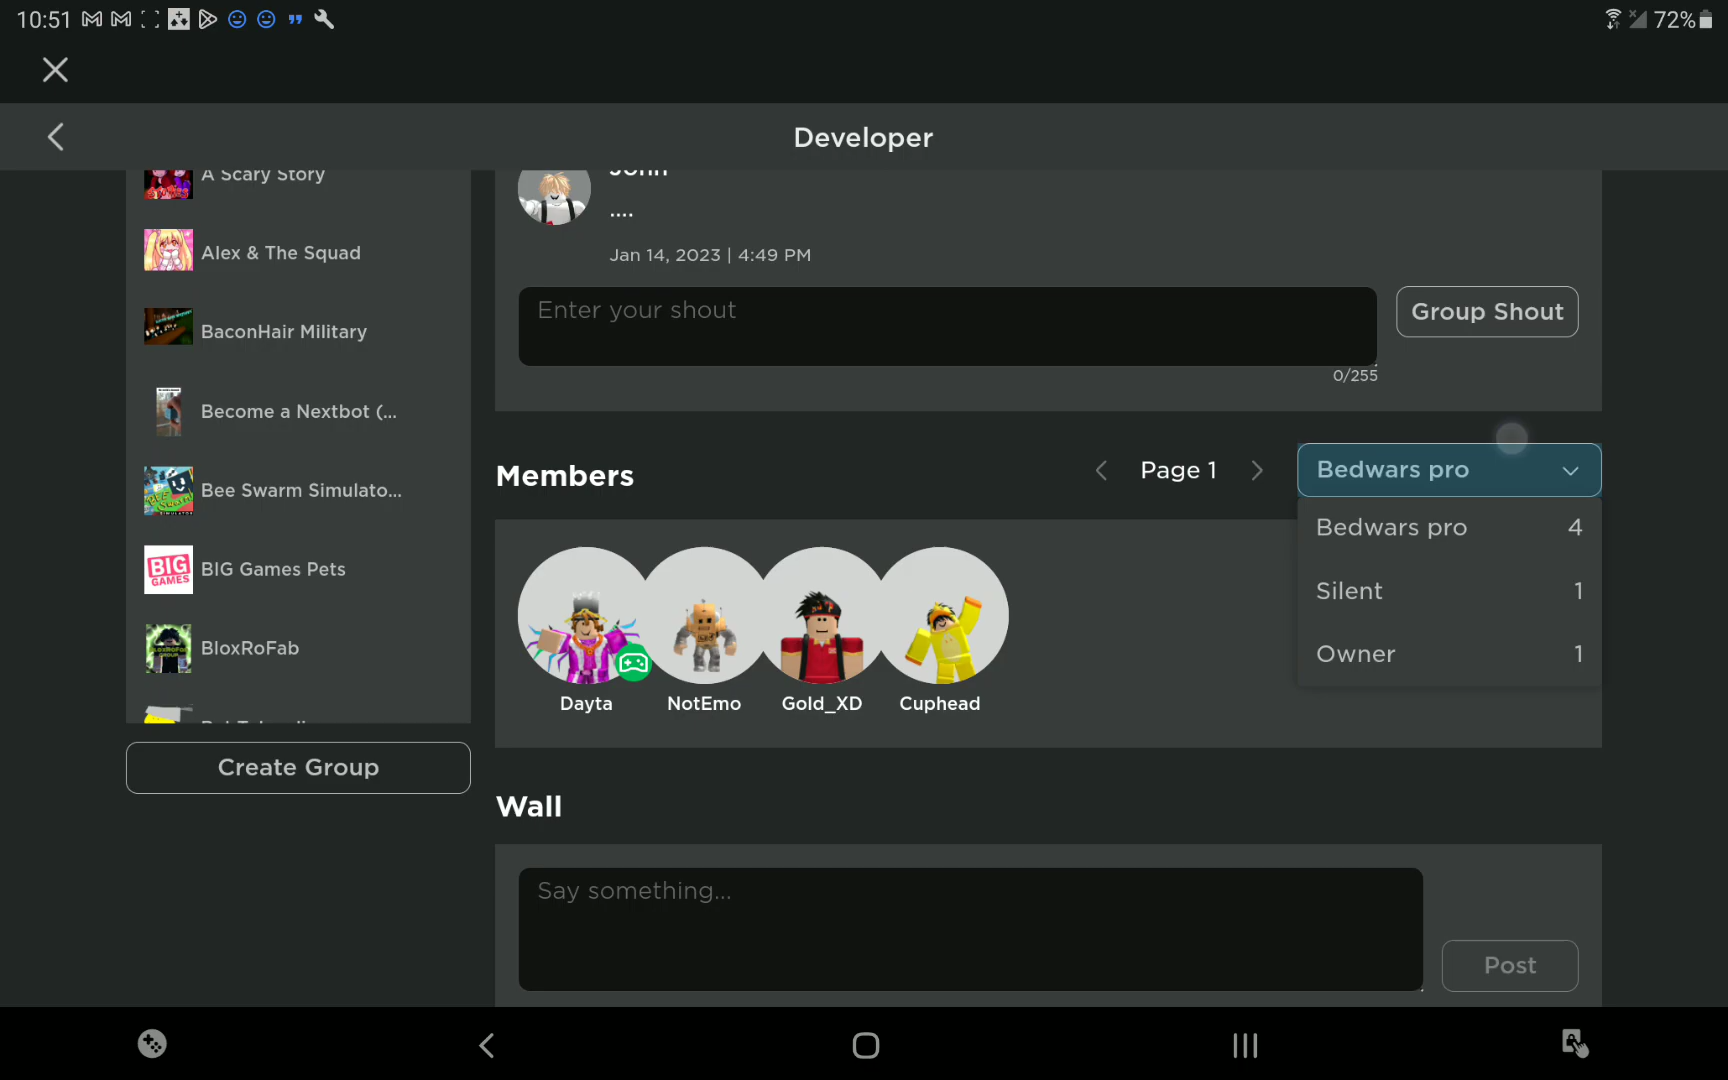 10:51
72%
Developer
A Scary Story
Alex & The Squad
BaconHair Military
Become a Nextbot (...
Bee Swarm Simulato...
BIG Games Pets
BloxRoFab
Create Group
John
....
Jan 14, 2023 | 4:49 PM
Enter your shout
Group Shout
0/255
Members
Page 1
Bedwars pro
Bedwars pro 4
Silent 1
Owner 1
Dayta
NotEmo
Gold_XD
Cuphead
Wall
Say something...
Post